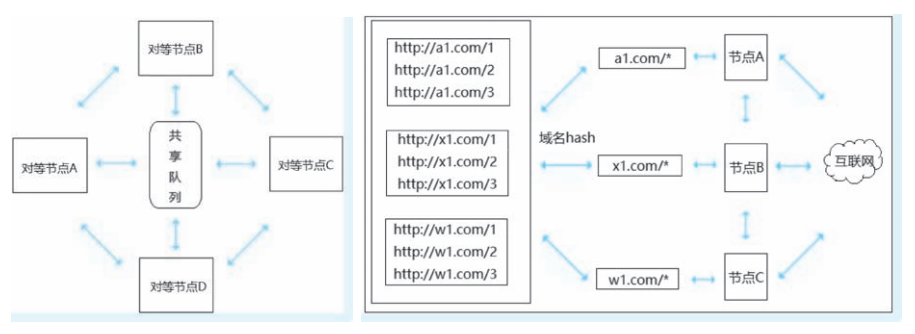 对等节点B
对等节点A
共
享
队
列
对等节点C
对等节点D
http://a1.com/1
http://a1.com/2
http://a1.com/3
http://x1.com/1
http://x1.com/2
http://x1.com/3
http://w1.com/1
http://w1.com/2
http://w1.com/3
域名hash
a1.com/*
x1.com/*
w1.com/*
节点A
节点B
节点C
互联网